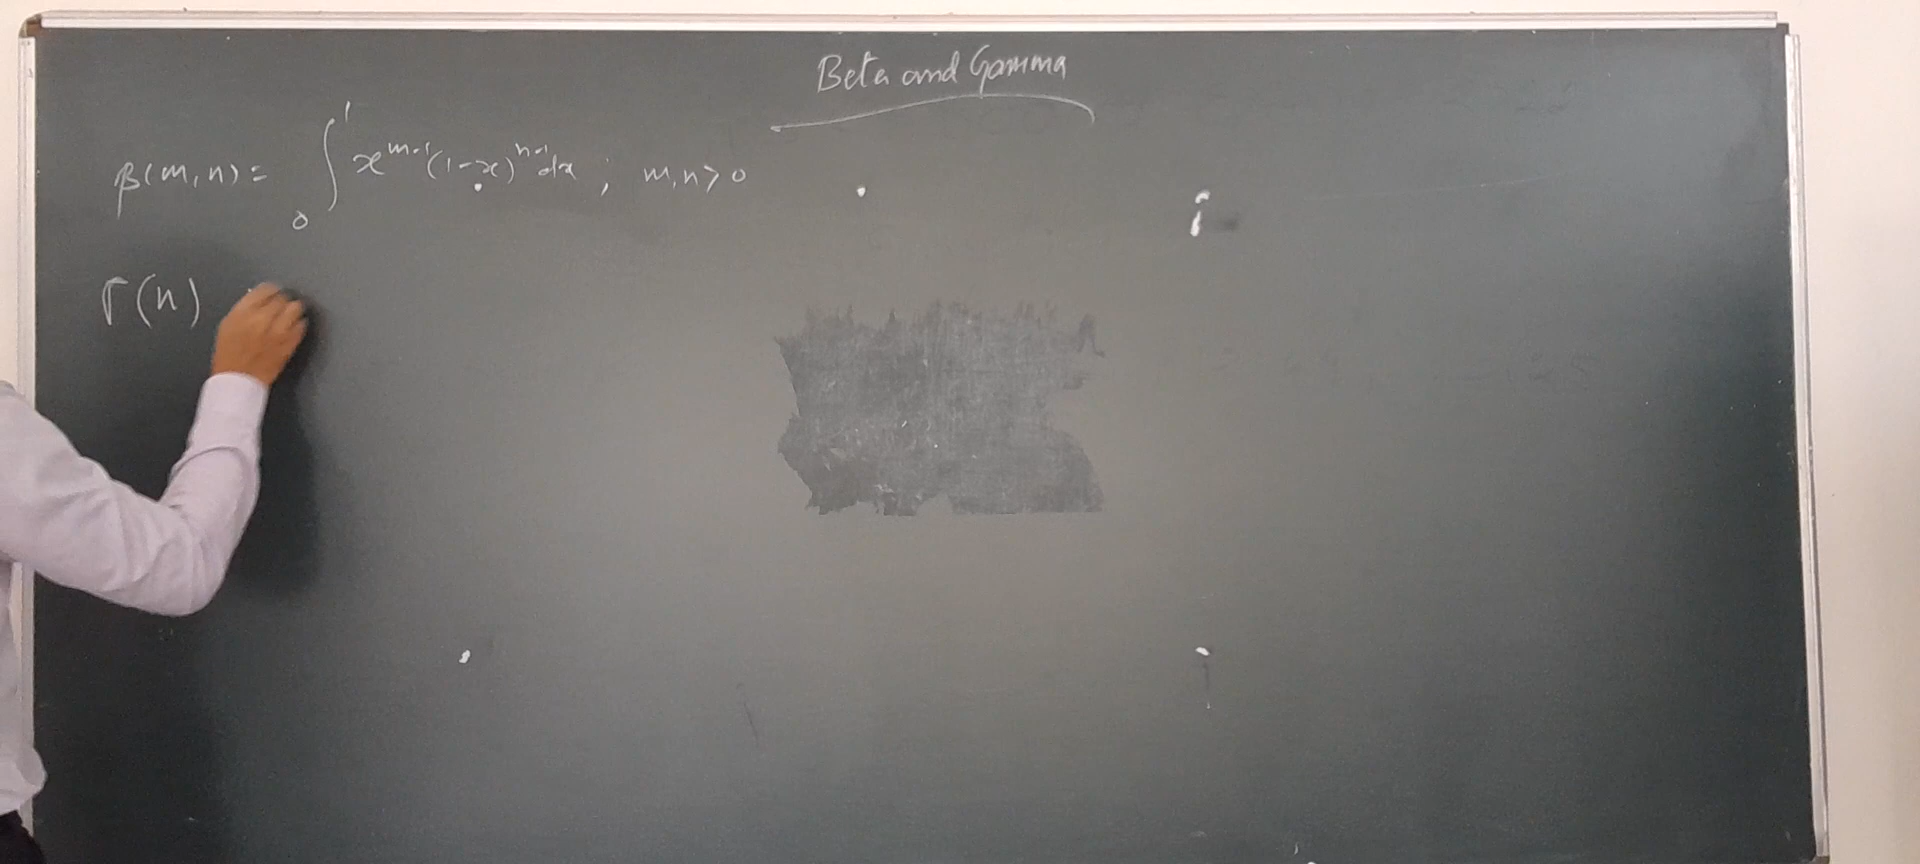 Beta and Gamma
β(m,n) = ∫₀¹ x^{m-1} (1-x)^{n-1} dx ; m,n > 0
Γ(n)